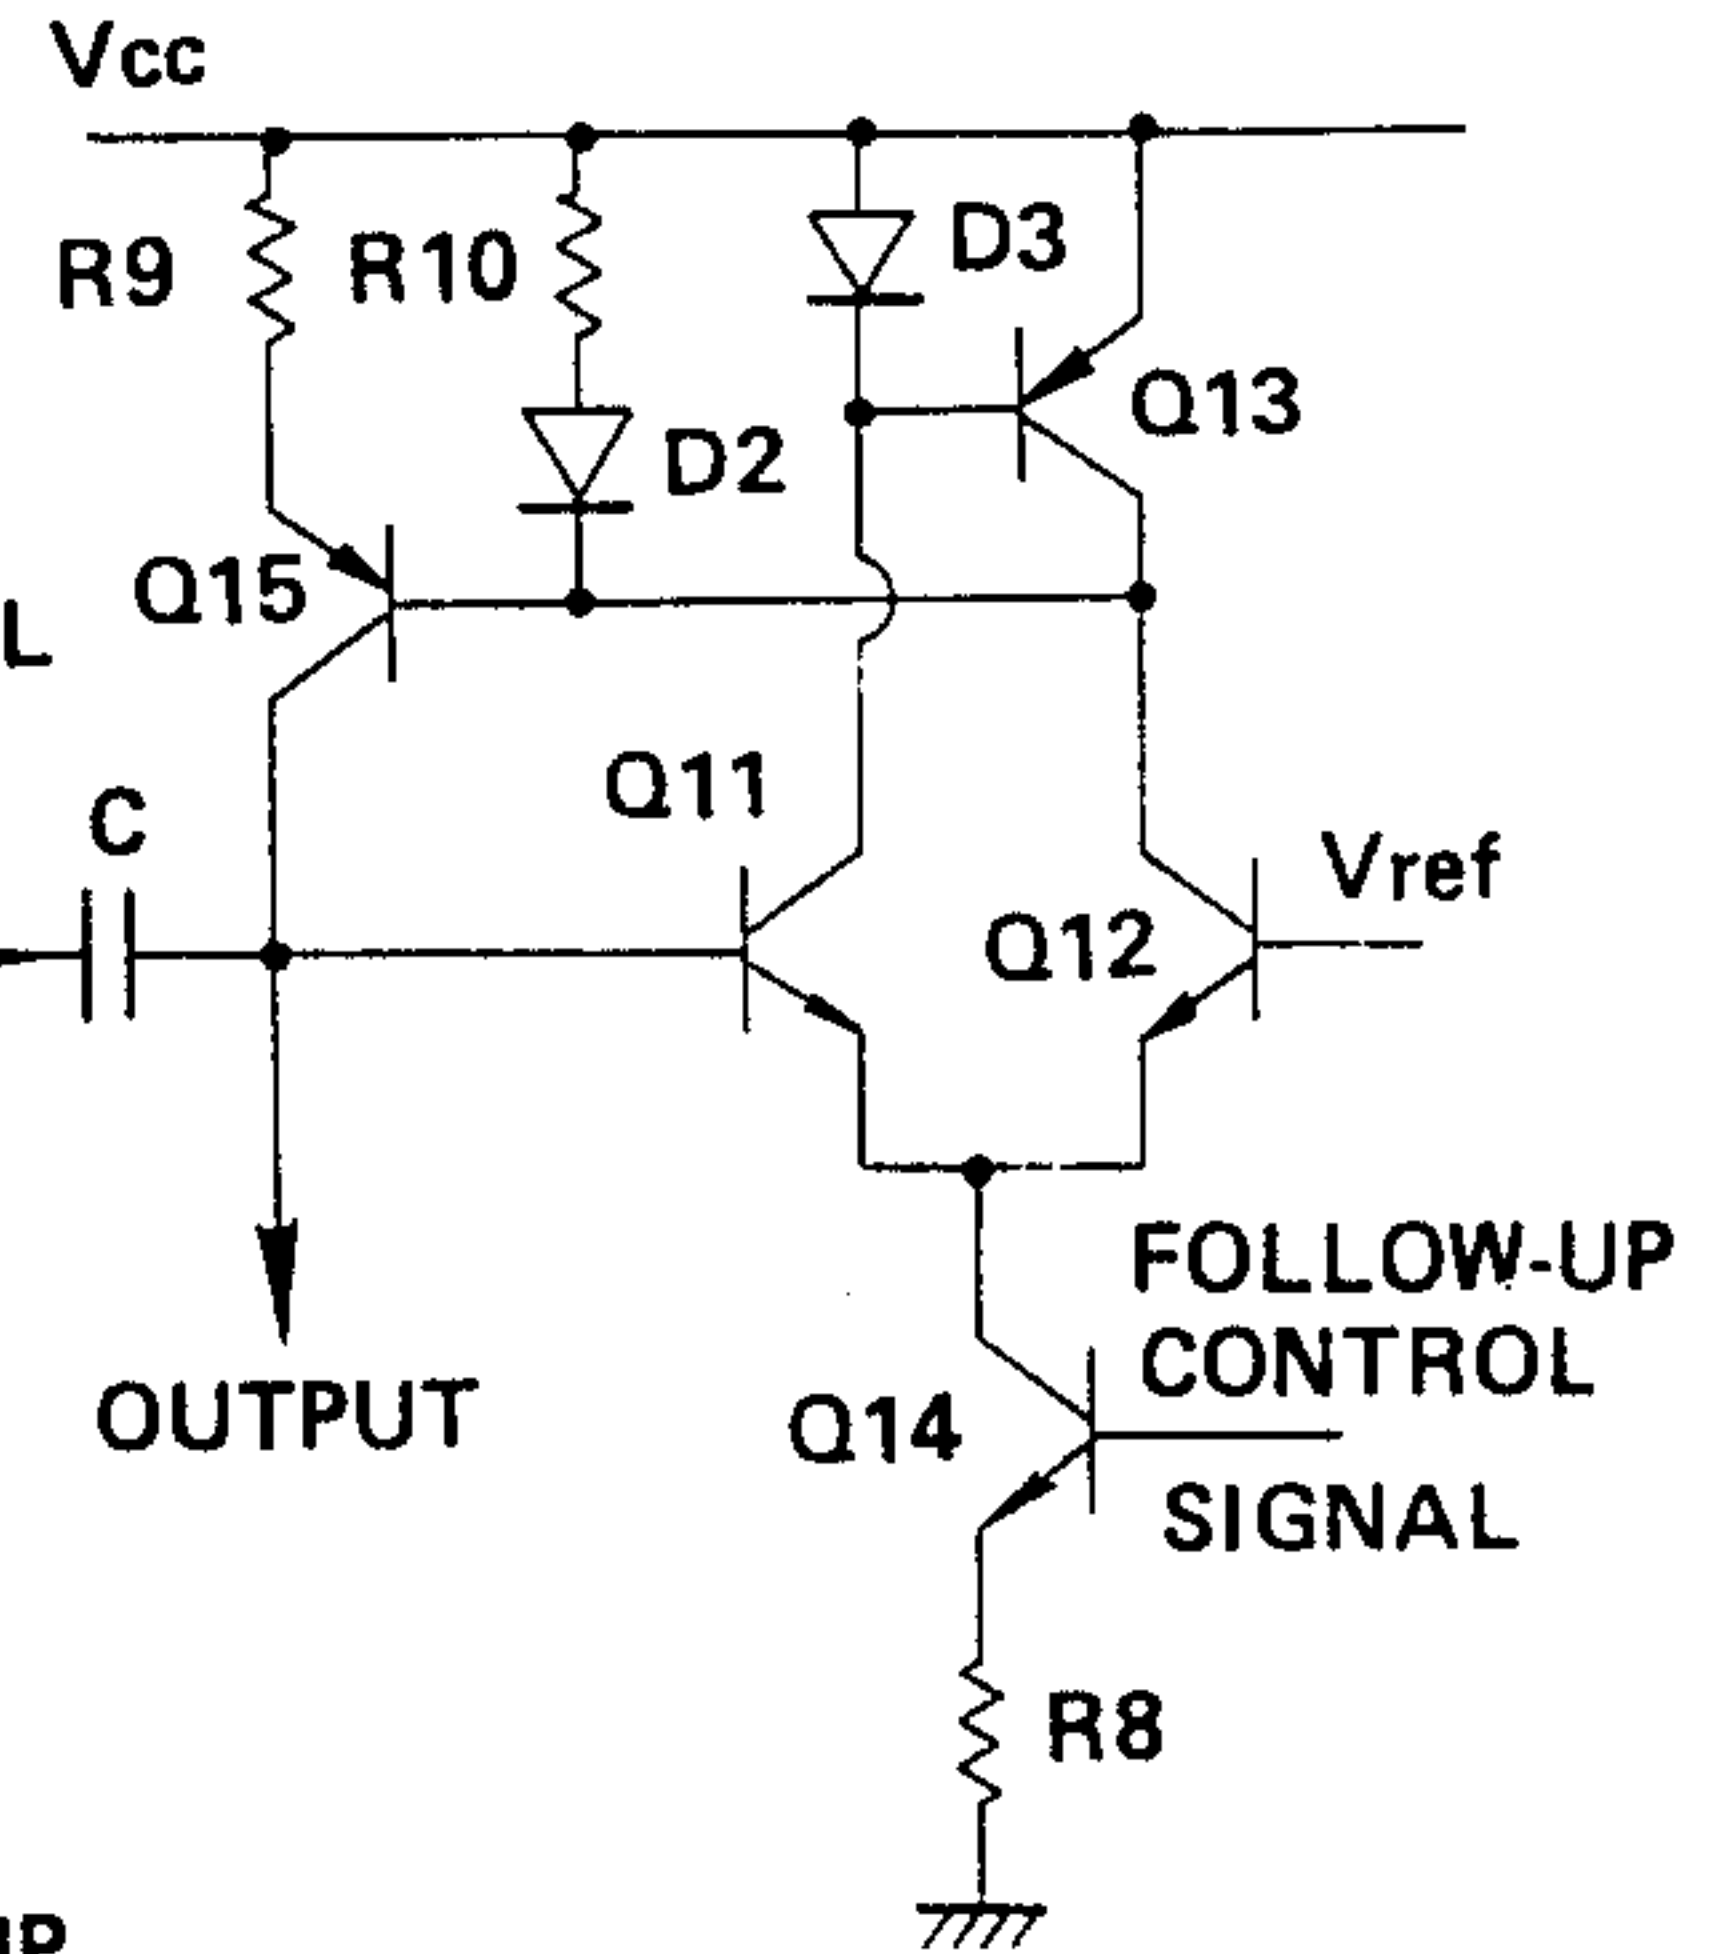 Vcc
R9
R10
D3
Q13
D2
Q15
L
Q11
C
Vref
Q12
FOLLOW-UP
CONTROL
OUTPUT
Q14
SIGNAL
R8